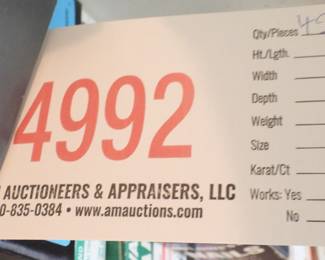 4992
AUCTIONEERS & APPRAISERS, LLC
0-835-0384 • www.amauctions.com
Qty/Pieces
Ht./Lgth.
Width
Depth
Weight
Size
Karat/Ct
Works: Yes
No